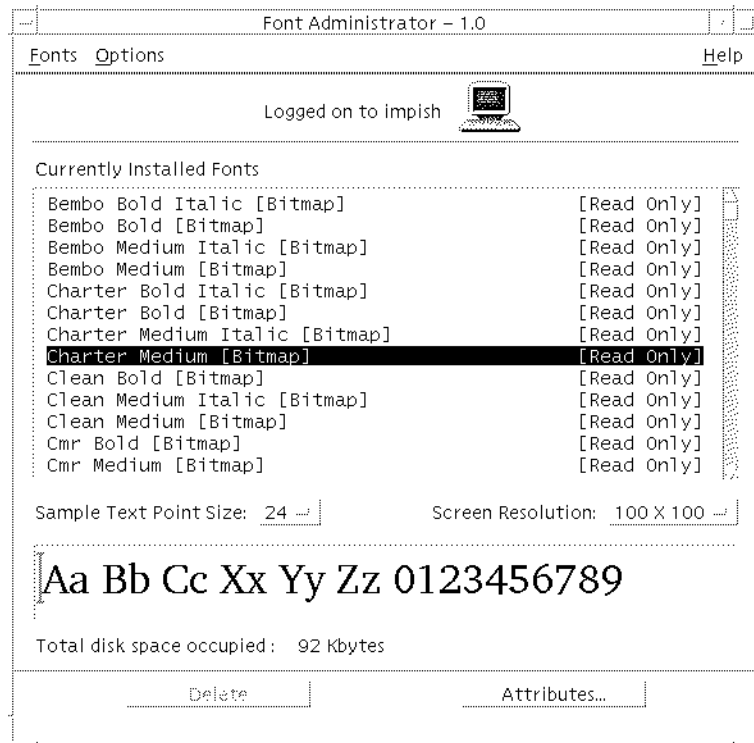 Font Administrator – 1.0
Fonts Options Help
Logged on to impish
Currently Installed Fonts
Bembo Bold Italic [Bitmap] [Read Only]
Bembo Bold [Bitmap] [Read Only]
Bembo Medium Italic [Bitmap] [Read Only]
Bembo Medium [Bitmap] [Read Only]
Charter Bold Italic [Bitmap] [Read Only]
Charter Bold [Bitmap] [Read Only]
Charter Medium Italic [Bitmap] [Read Only]
Charter Medium [Bitmap] [Read Only]
Clean Bold [Bitmap] [Read Only]
Clean Medium Italic [Bitmap] [Read Only]
Clean Medium [Bitmap] [Read Only]
Cmr Bold [Bitmap] [Read Only]
Cmr Medium [Bitmap] [Read Only]
Sample Text Point Size: 24 Screen Resolution: 100 X 100
Aa Bb Cc Xx Yy Zz 0123456789
Total disk space occupied : 92 Kbytes
Delete Attributes...